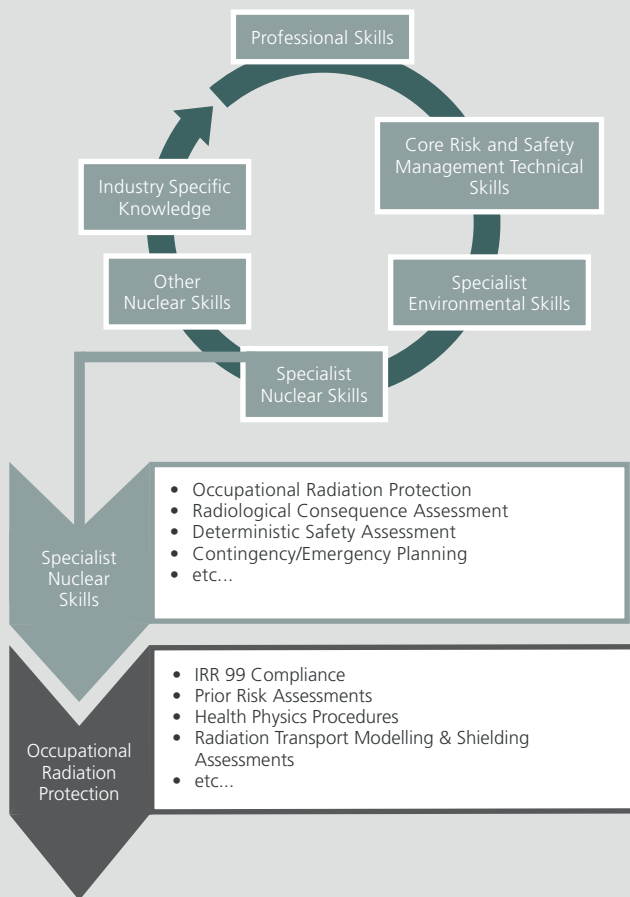 Professional Skills
Core Risk and Safety
Management Technical
Skills
Industry Specific
Knowledge
Other
Nuclear Skills
Specialist
Environmental Skills
Specialist
Nuclear Skills
Specialist
Nuclear
Skills
• Occupational Radiation Protection
• Radiological Consequence Assessment
• Deterministic Safety Assessment
• Contingency/Emergency Planning
• etc...
Occupational
Radiation
Protection
• IRR 99 Compliance
• Prior Risk Assessments
• Health Physics Procedures
• Radiation Transport Modelling & Shielding
Assessments
• etc...